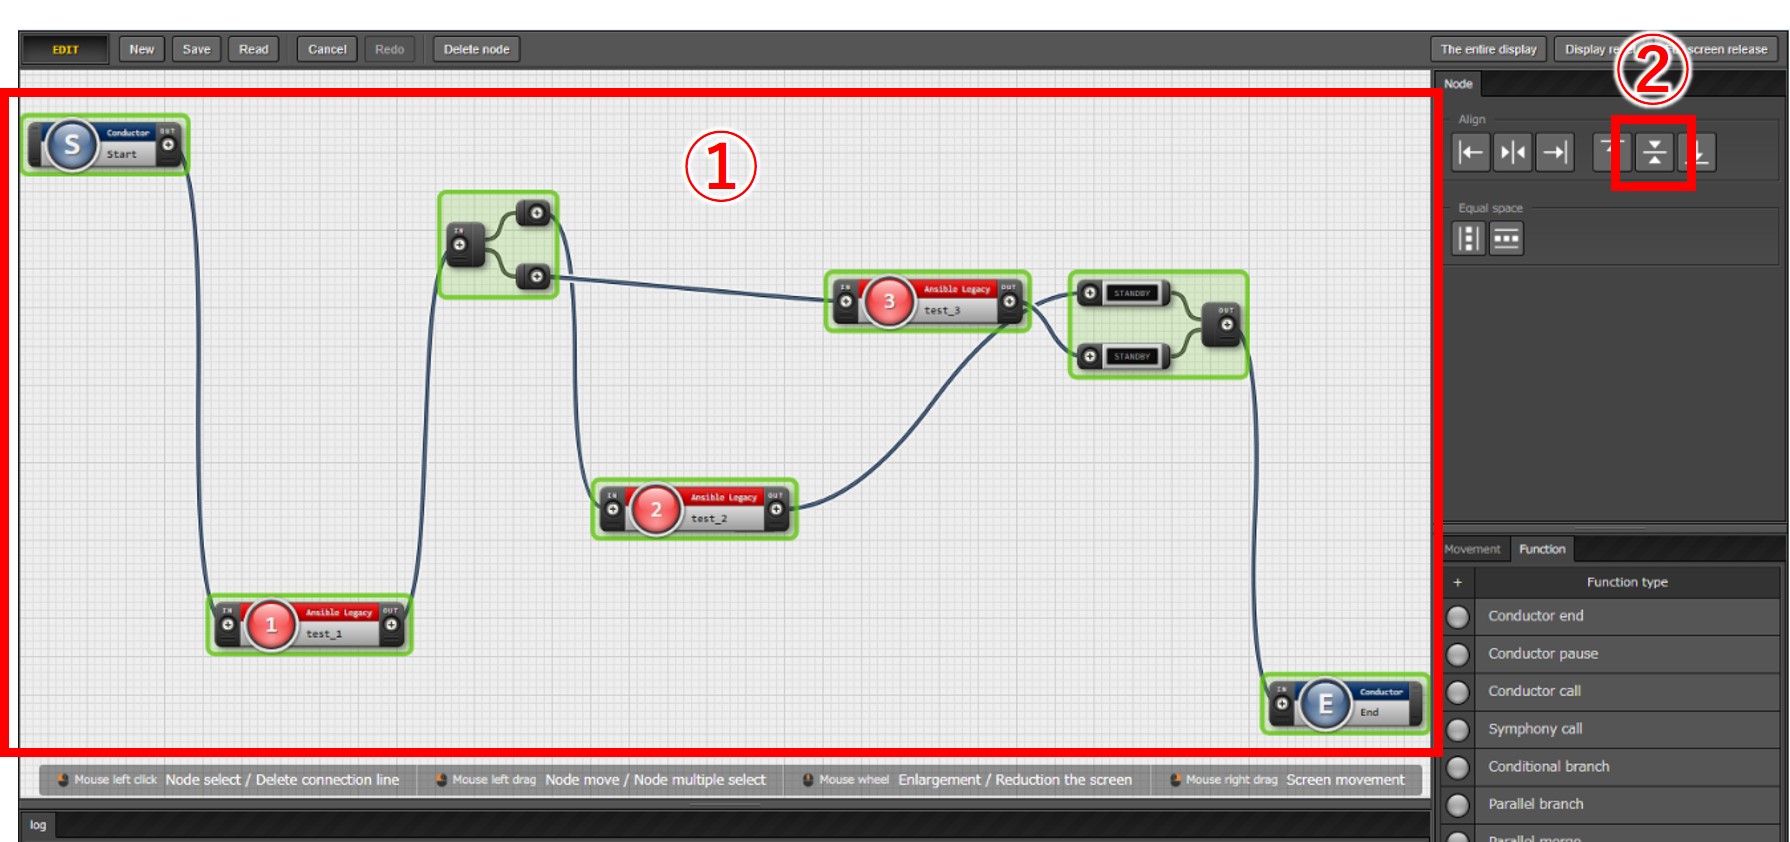 EDIT New Save Read Cancel Redo Delete node The entire display Display re screen release
②
Node
Align
Equal space
①
S Conductor OUT
Start
IN
IN 3 Ansible Legacy OUT
test_3
STANDBY
OUT
STANDBY
IN 2 Ansible Legacy OUT
test_2
IN 1 Ansible Legacy OUT
test_1
IN E Conductor
End
Movement Function
+ Function type
Conductor end
Conductor pause
Conductor call
Symphony call
Conditional branch
Parallel branch
Parallel merge
Mouse left click Node select / Delete connection line Mouse left drag Node move / Node multiple select Mouse wheel Enlargement / Reduction the screen Mouse right drag Screen movement
log